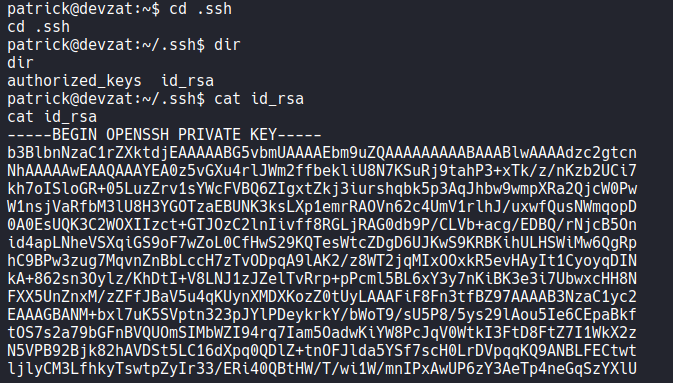 patrick@devzat:~$ cd .ssh
cd .ssh
patrick@devzat:~/.ssh$ dir
dir
authorized_keys  id_rsa
patrick@devzat:~/.ssh$ cat id_rsa
cat id_rsa
-----BEGIN OPENSSH PRIVATE KEY-----
b3BlbnNzaC1rZXktdjEAAAAABG5vbmUAAAAEbm9uZQAAAAAAAAABAAABlwAAAAdzc2gtcn
NhAAAAAwEAAQAAAYEA0z5vGXu4rlJWm2ffbekliU8N7KSuRj9tahP3+xTk/z/nKzb2UCi7
kh7oISloGR+05LuZrv1sYWcFVBQ6ZIgxtZkj3iurshqbk5p3AqJhbw9wmpXRa2QjcW0Pw
W1nsjVaRfbM3lU8H3YGOTzaEBUNK3ksLXp1emrRAOVn62c4UmV1rlhJ/uxwfQusNWmqopD
0A0EsUQK3C2WOXIIzct+GTJOzC2lnIivff8RGLjRAG0db9P/CLVb+acg/EDBQ/rNjcB5On
id4apLNheVSXqiGS9oF7wZoL0CfHwS29KQTesWtcZDgD6UJKwS9KRBKihULHSWiMw6QgRp
hC9BPw3zug7MqvnZnBbLccH7zTvODpqA9lAK2/z8WT2jqMIxOOxkR5evHAyIt1CyoyqDIN
kA+862sn3Oylz/KhDtI+V8LNJ1zJZelTvRrp+pPcml5BL6xY3y7nKiBK3e3i7UbwxcHH8N
FXX5UnZnxM/zZFfJBaV5u4qKUynXMDXKozZ0tUyLAAAFiF8Fn3tfBZ97AAAAB3NzaC1yc2
EAAAGBANM+bxl7uK5SVptn323pJYlPDeykrkY/bWoT9/sU5P8/5ys29lAou5Ie6CEpaBkf
tOS7s2a79bGFnBVQUOmSIMbWZI94rq7Iam5OadwKiYW8PcJqV0WtkI3FtD8FtZ7I1WkX2z
N5VPB92Bjk82hAVDSt5LC16dXpq0QDlZ+tnOFJlda5YSf7scH0LrDVpqqKQ9ANBLFECtwt
ljlyCM3LfhkyTswtpZyIr33/ERi40QBtHW/T/wi1W/mnIPxAwUP6zY3AeTp4neGqSzYXlU